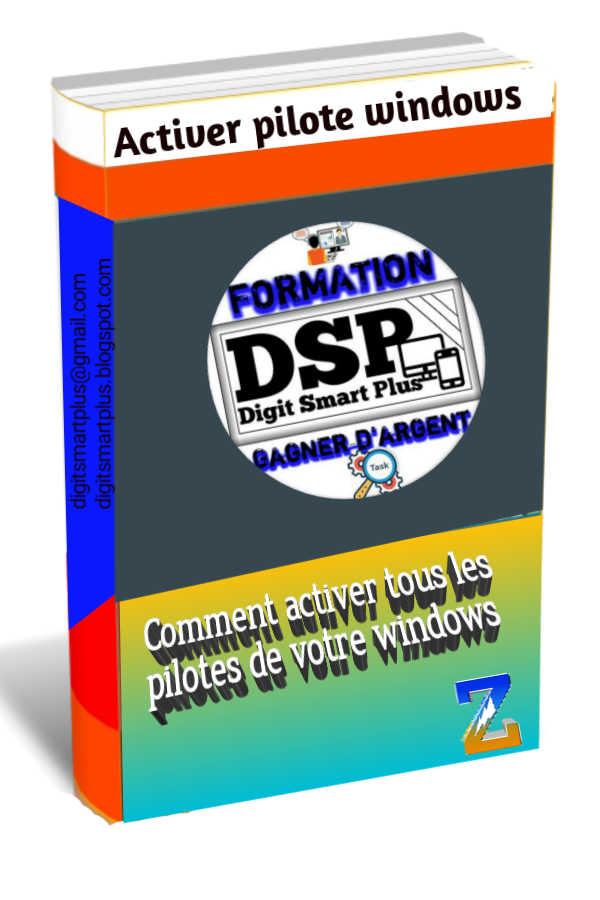 Activer pilote windows
digitsmartplus@gmail.com
digitsmartplus.blogspot.com
FORMATION
DSP
Digit Smart Plus
GAGNER D'ARGENT
Task
Comment activer tous les
pilotes de votre windows
Z